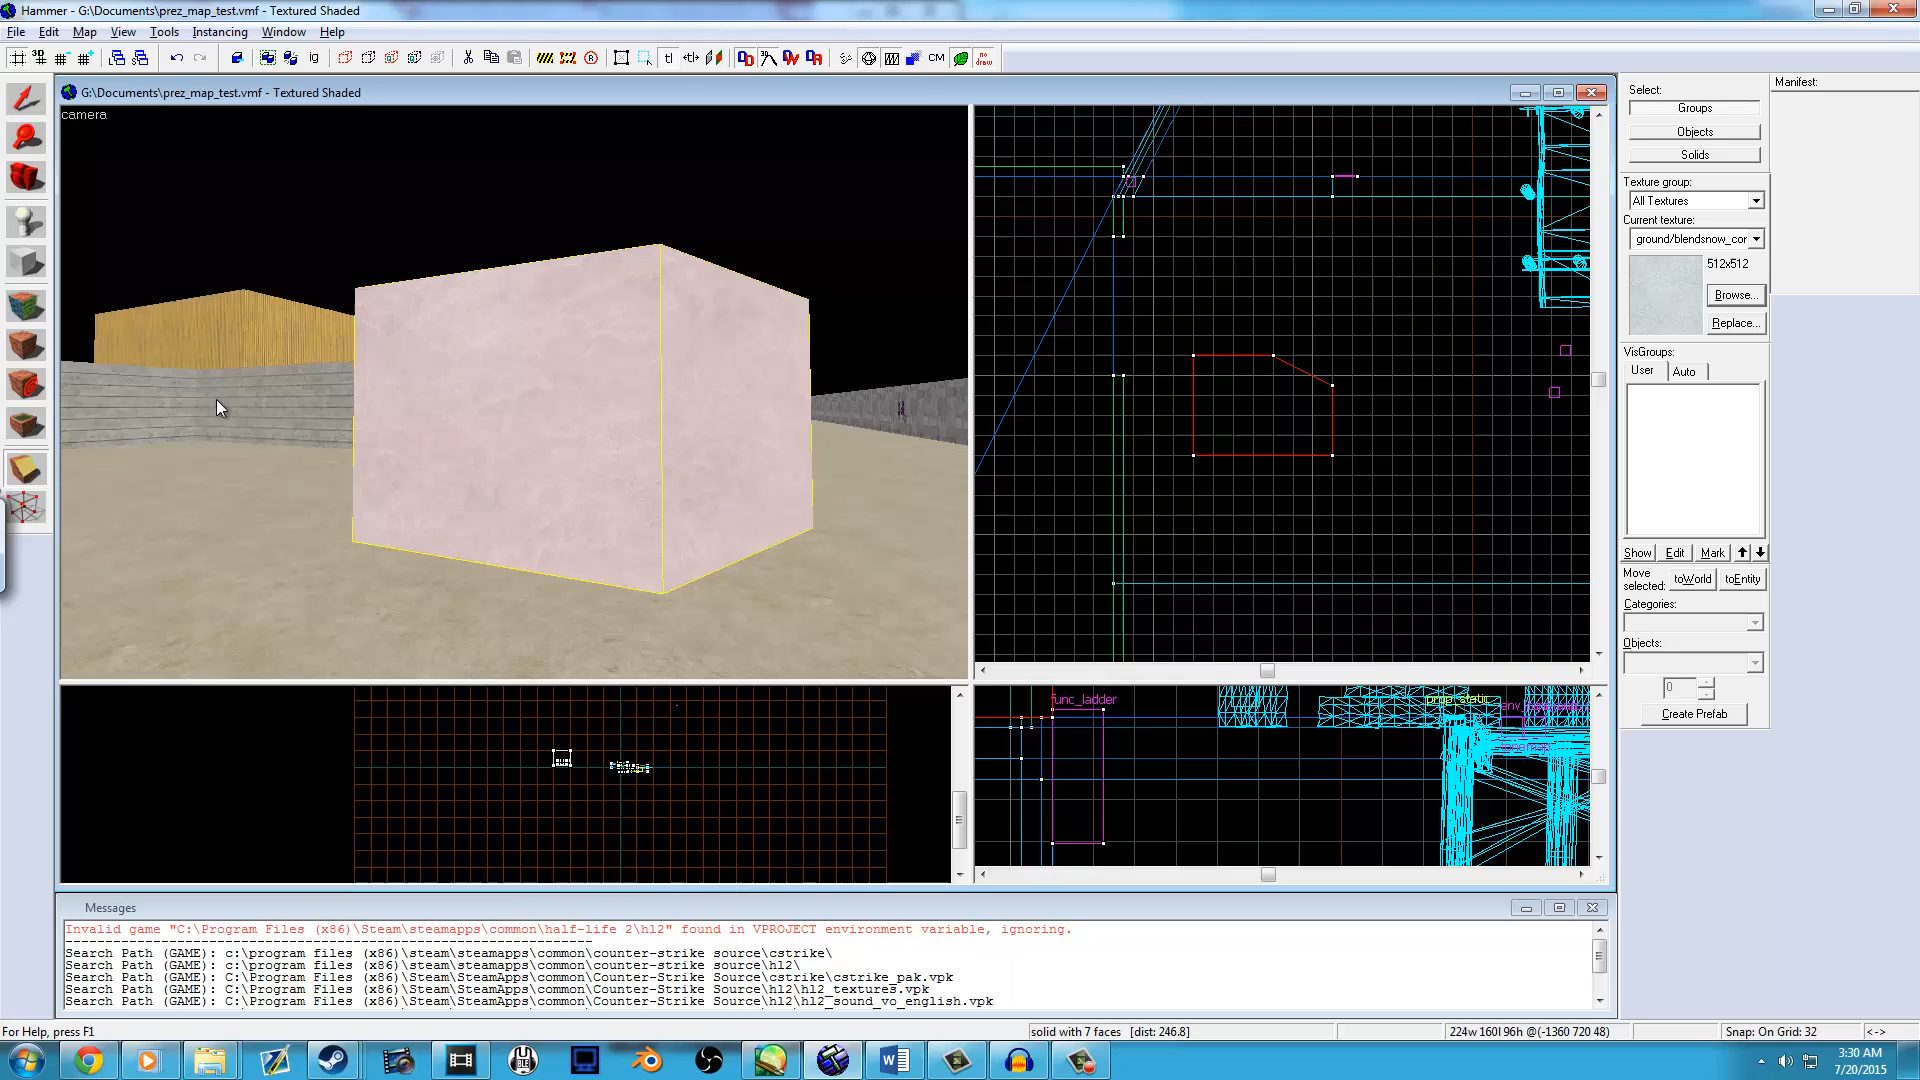 Hammer - G:\Documents\prez_map_test.vmf - Textured Shaded
File Edit Map View Tools Instancing Window Help
3D ig tl CM no draw
G:\Documents\prez_map_test.vmf - Textured Shaded
camera
Select:
Groups
Objects
Solids
Texture group:
All Textures
Current texture:
ground/blendsnow_cor
512x512
Browse...
Replace...
VisGroups:
User Auto
Show Edit Mark
Move selected: toWorld toEntity
Categories:
Objects:
0
Create Prefab
Manifest:
func_ladder
prop_static
Messages
Invalid game "C:\Program Files (x86)\Steam\steamapps\common\half-life 2\hl2" found in VPROJECT environment variable, ignoring.
Search Path (GAME): c:\program files (x86)\steam\steamapps\common\counter-strike source\cstrike\
Search Path (GAME): c:\program files (x86)\steam\steamapps\common\counter-strike source\hl2\
Search Path (GAME): C:\Program Files (x86)\Steam\SteamApps\common\Counter-Strike Source\cstrike\cstrike_pak.vpk
Search Path (GAME): C:\Program Files (x86)\Steam\SteamApps\common\Counter-Strike Source\hl2\hl2_textures.vpk
Search Path (GAME): C:\Program Files (x86)\Steam\SteamApps\common\Counter-Strike Source\hl2\hl2_sound_vo_english.vpk
For Help, press F1
solid with 7 faces [dist: 246.8]
224w 160l 96h @(-1360 720 48)
Snap: On Grid: 32
<->
3:30 AM
7/20/2015